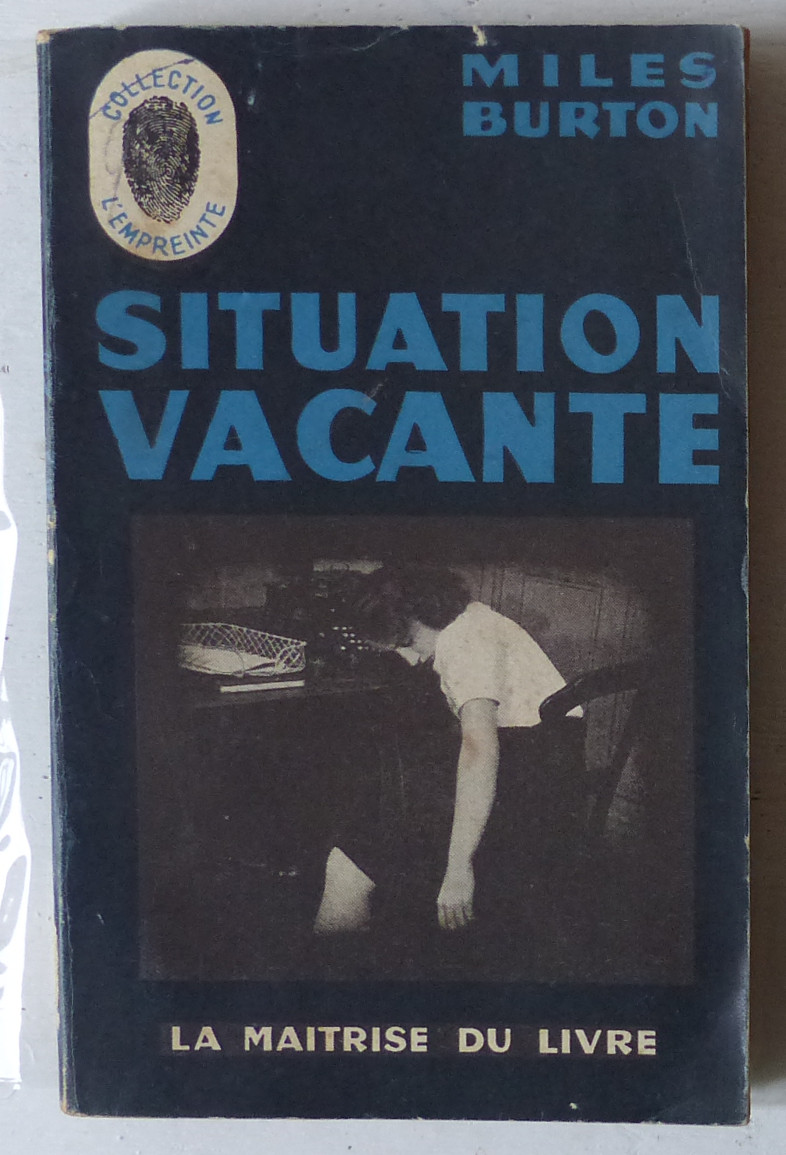 COLLECTION
L'EMPREINTE
MILES
BURTON
SITUATION
VACANTE
LA MAITRISE DU LIVRE